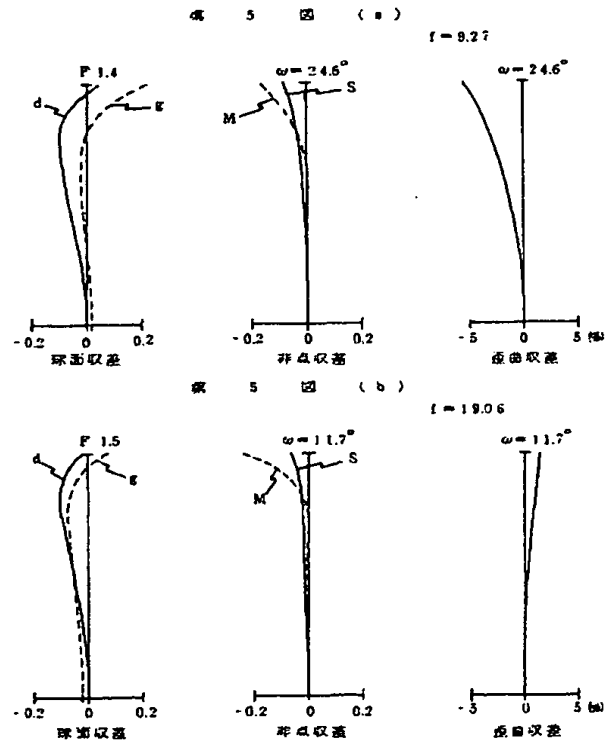 第 5 図 (a)
f=9.27
F 1.4 ω=24.6° ω=24.6°
d g M S
-0.2 0 0.2 -0.2 0 0.2 -5 0 5 (%)
球面収差 非点収差 歪曲収差
第 5 図 (b)
f=19.06
F 1.5 ω=11.7° ω=11.7°
d g M S
-0.2 0 0.2 -0.2 0 0.2 -5 0 5 (%)
球面収差 非点収差 歪曲収差